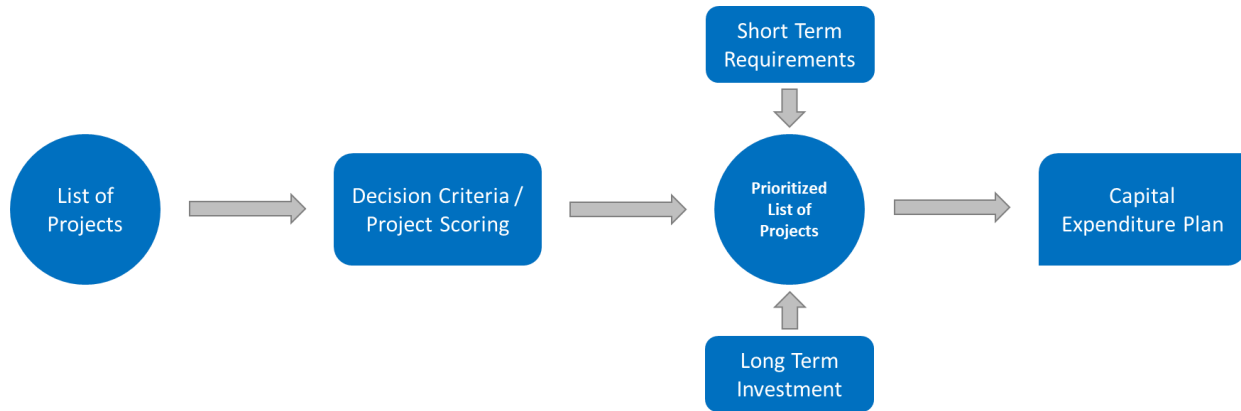 Short Term
Requirements
List of
Projects
Decision Criteria /
Project Scoring
Prioritized
List of
Projects
Capital
Expenditure Plan
Long Term
Investment